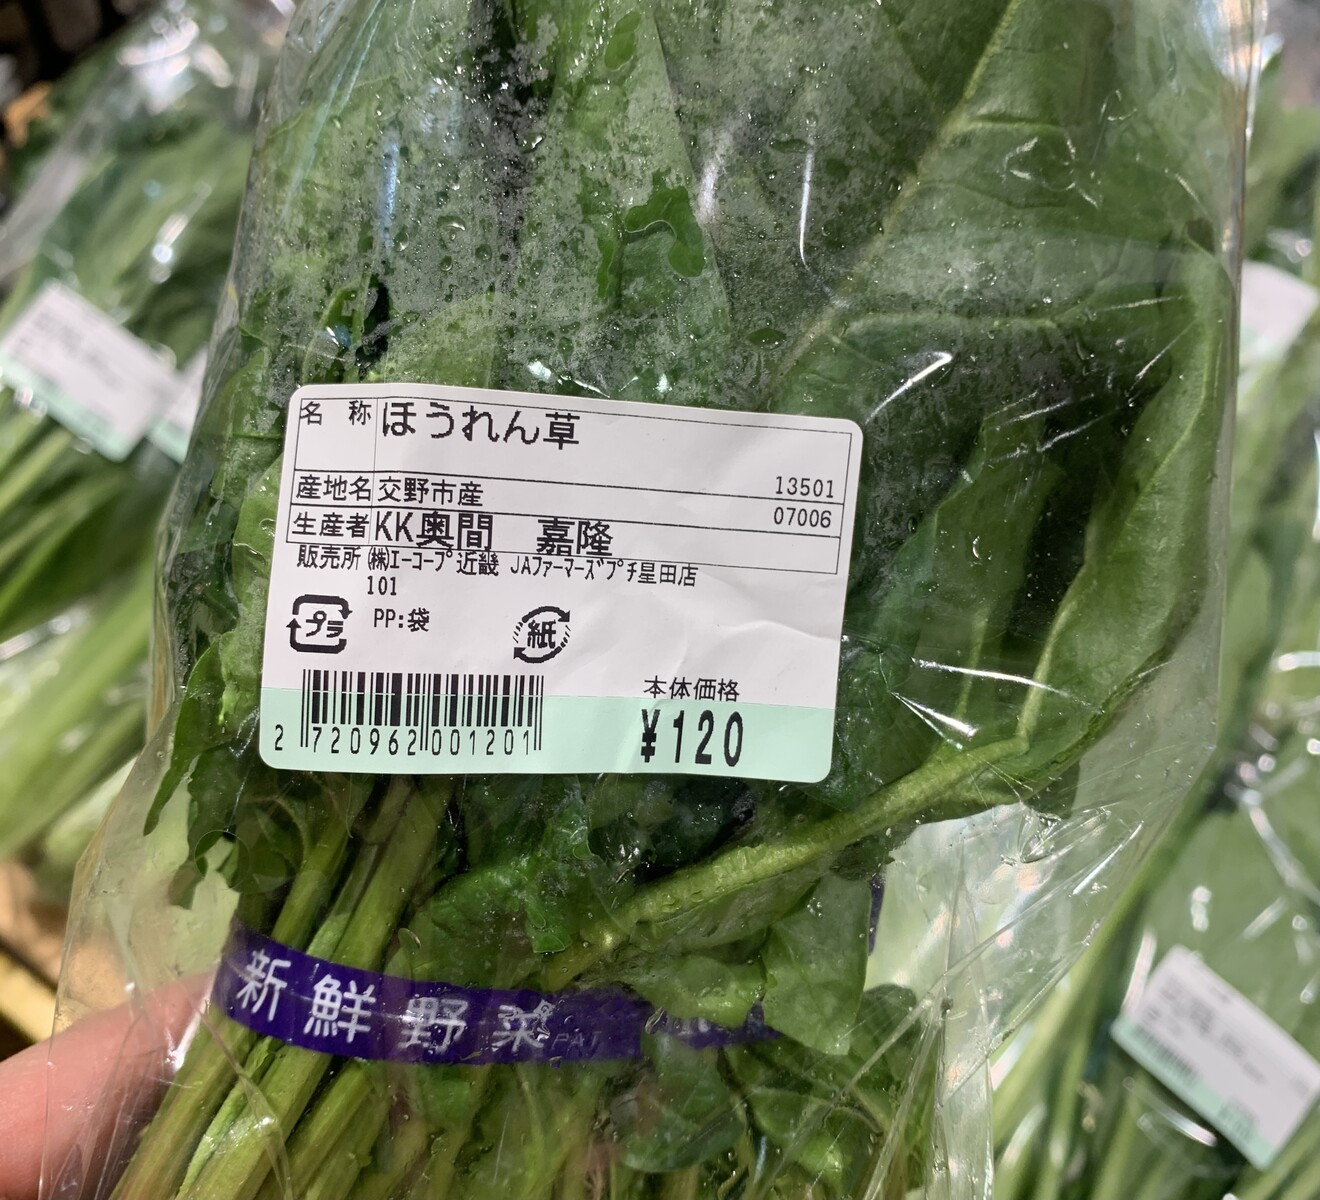 名 称 ほうれん草
産地名 交野市産 13501
生産者 KK奥間 嘉隆 07006
販売所 ㈱エーコープ近畿 JAファーマーズプチ星田店
101
プラ PP:袋 紙
本体価格
2 720962 001201 ¥120
新鮮野菜